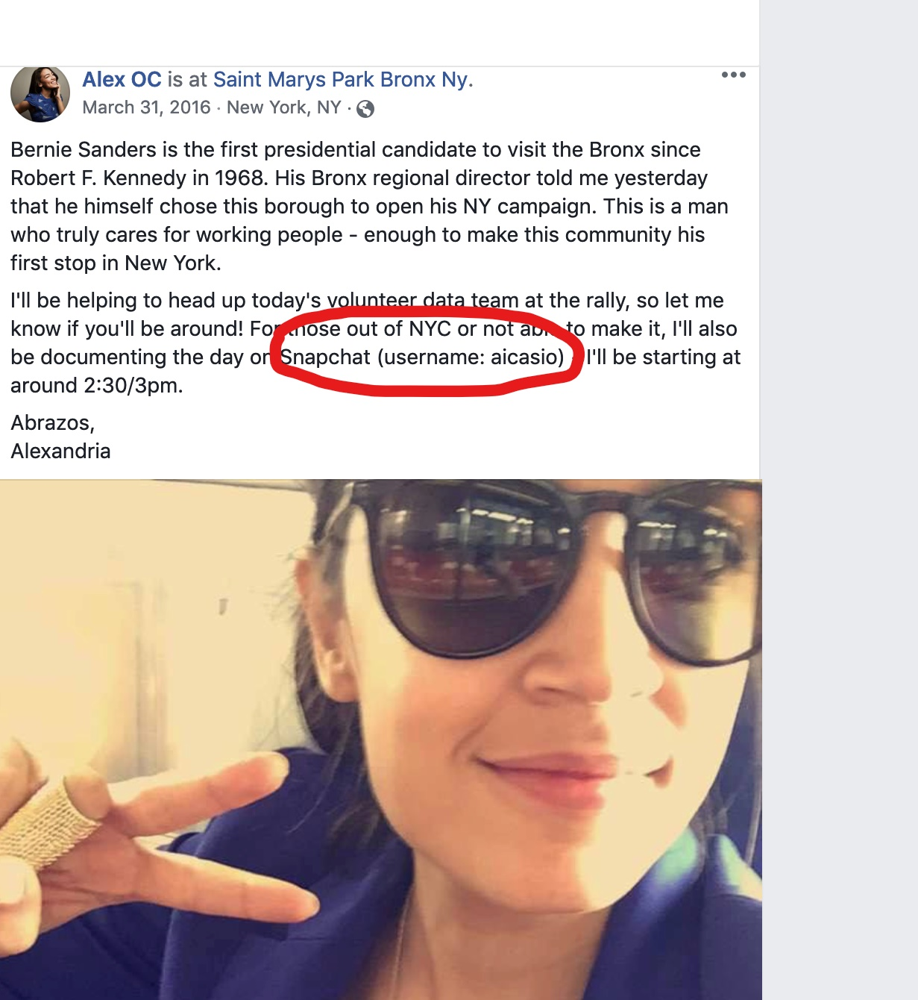 Alex OC is at Saint Marys Park Bronx Ny.
March 31, 2016 · New York, NY ·
Bernie Sanders is the first presidential candidate to visit the Bronx since
Robert F. Kennedy in 1968. His Bronx regional director told me yesterday
that he himself chose this borough to open his NY campaign. This is a man
who truly cares for working people - enough to make this community his
first stop in New York.
I'll be helping to head up today's volunteer data team at the rally, so let me
know if you'll be around! For those out of NYC or not able to make it, I'll also
be documenting the day on Snapchat (username: aicasio) I'll be starting at
around 2:30/3pm.
Abrazos,
Alexandria